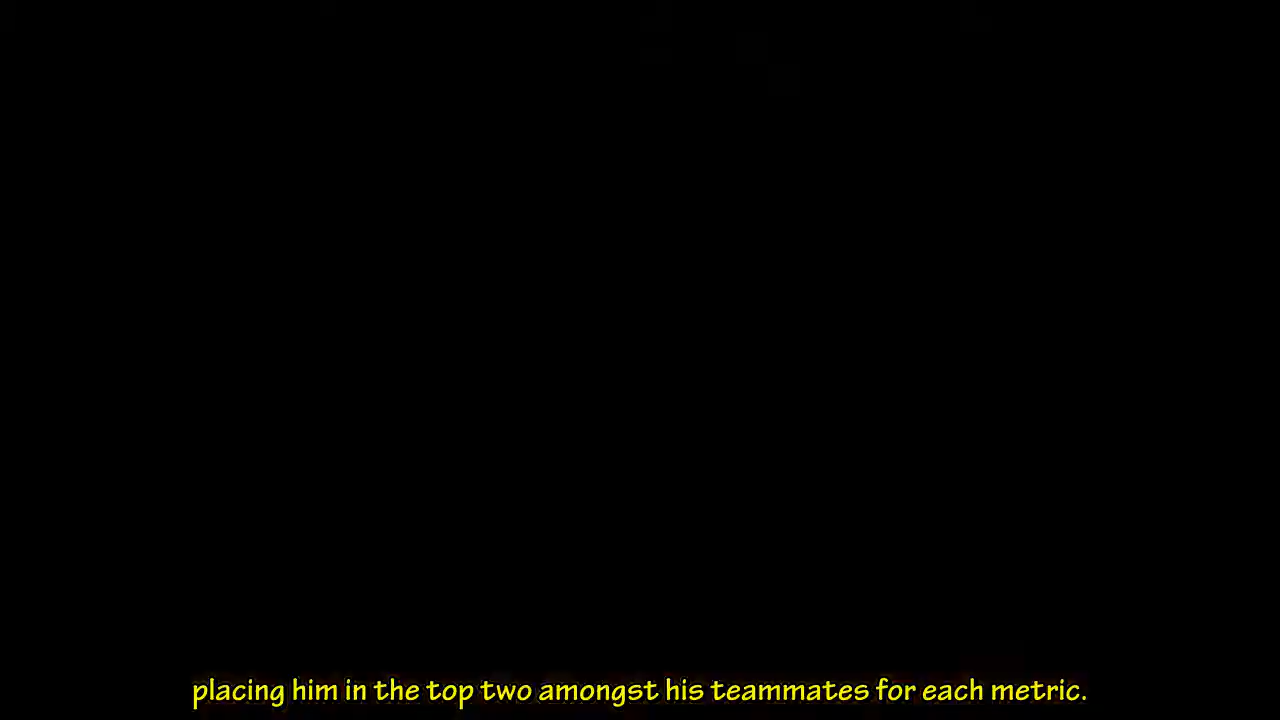 placing him in the top two amongst his teammates for each metric.